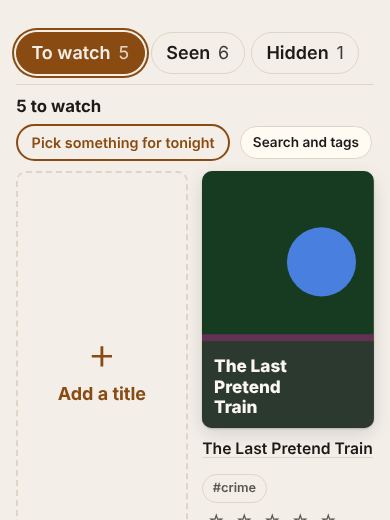 To watch 5
Seen 6
Hidden 1
5 to watch
Pick something for tonight
Search and tags
+
Add a title
The Last
Pretend
Train
The Last Pretend Train
#crime